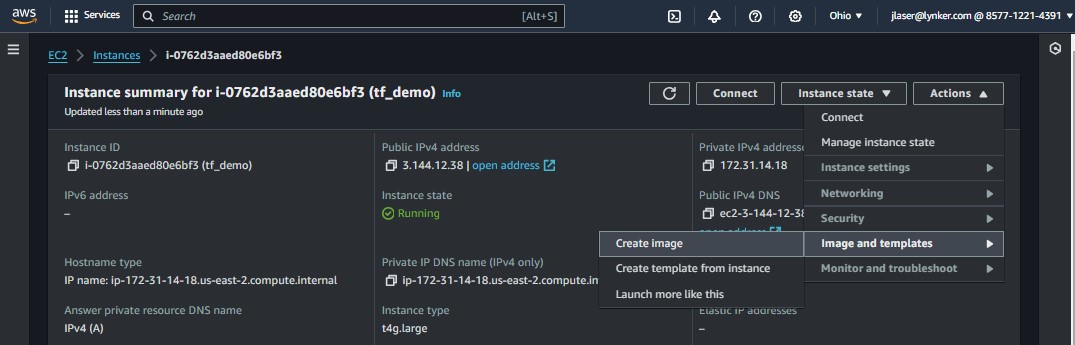 aws Services Search [Alt+S] Ohio jlaser@lynker.com @ 8577-1221-4391
EC2 Instances i-0762d3aaed80e6bf3
Instance summary for i-0762d3aaed80e6bf3 (tf_demo) Info
Updated less than a minute ago
Connect Instance state Actions
Connect
Manage instance state
Instance settings
Networking
Security
Image and templates
Monitor and troubleshoot
Create image
Create template from instance
Launch more like this
Instance ID
i-0762d3aaed80e6bf3 (tf_demo)
Public IPv4 address
3.144.12.38 | open address
Private IPv4 addresse
172.31.14.18
IPv6 address
–
Instance state
Running
Public IPv4 DNS
ec2-3-144-12-38
open address
Hostname type
IP name: ip-172-31-14-18.us-east-2.compute.internal
Private IP DNS name (IPv4 only)
ip-172-31-14-18.us-east-2.compute.in
Answer private resource DNS name
IPv4 (A)
Instance type
t4g.large
Elastic IP addresses
–